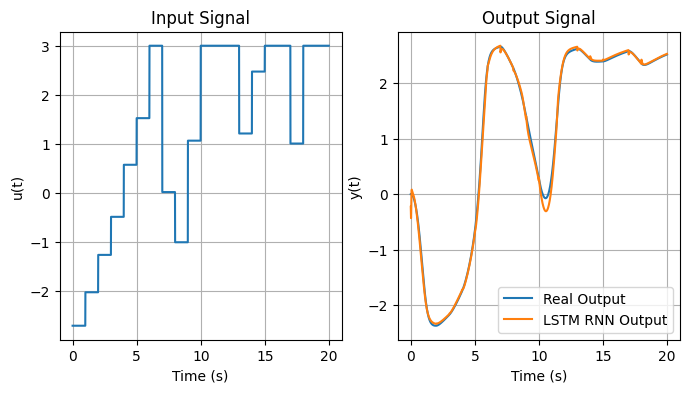 Input Signal
3
2
1
0
−1
−2
u(t)
0
5
10
15
20
Time (s)
Output Signal
2
1
0
−1
−2
y(t)
0
5
10
15
20
Time (s)
Real Output
LSTM RNN Output